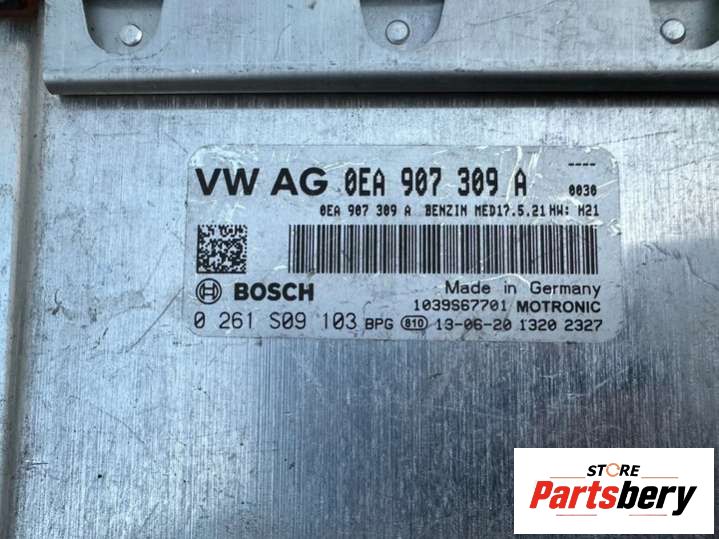 VW AG 0EA 907 309 A ----
0030
0EA 907 309 A BENZIN MED17.5.21 HW: H21
BOSCH
Made in Germany
1039S67701 MOTRONIC
0 261 S09 103 BPG 810 13-06-20 1320 2327
STORE
Partsbery